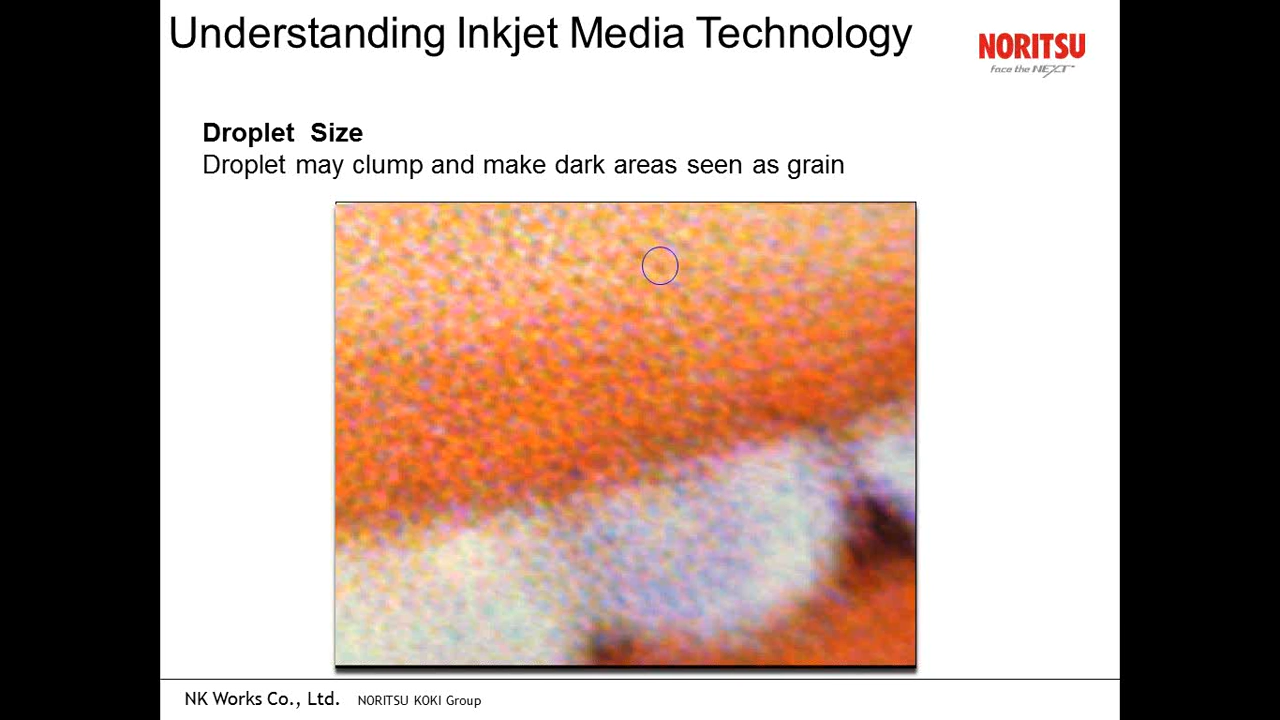 Understanding Inkjet Media Technology
NORITSU
face the NEXT™
Droplet Size
Droplet may clump and make dark areas seen as grain
NK Works Co., Ltd. NORITSU KOKI Group